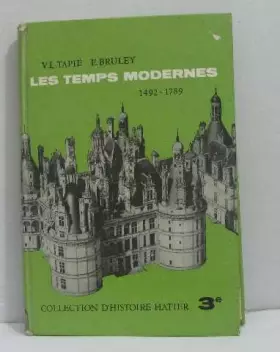 V.L. TAPIÉ E. BRULEY
LES TEMPS MODERNES
1492 - 1789
COLLECTION D'HISTOIRE HATIER 3e